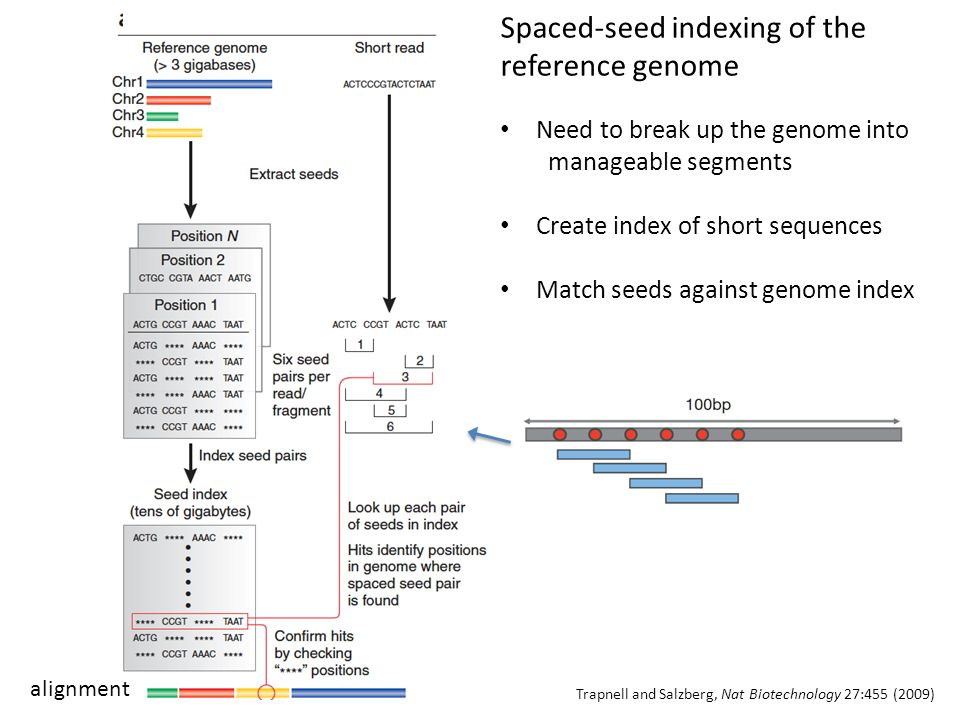 a
Spaced-seed indexing of the
reference genome
• Need to break up the genome into
manageable segments
• Create index of short sequences
• Match seeds against genome index
Reference genome
(> 3 gigabases)
Chr1
Chr2
Chr3
Chr4
Short read
ACTCCCGTACTCTAAT
Extract seeds
Position N
Position 2
CTGC CGTA AACT AATG
Position 1
ACTG CCGT AAAC TAAT
ACTG **** AAAC ****
**** CCGT **** TAAT
ACTG **** **** TAAT
**** **** AAAC TAAT
ACTG CCGT **** ****
**** CCGT AAAC ****
ACTC CCGT ACTC TAAT
1
2
3
4
5
6
Six seed
pairs per
read/
fragment
Index seed pairs
Seed index
(tens of gigabytes)
ACTG **** AAAC ****
**** CCGT **** TAAT
ACTG **** **** TAAT
**** CCGT AAAC ****
Look up each pair
of seeds in index
Hits identify positions
in genome where
spaced seed pair
is found
Confirm hits
by checking
“****” positions
100bp
alignment
Trapnell and Salzberg, Nat Biotechnology 27:455 (2009)